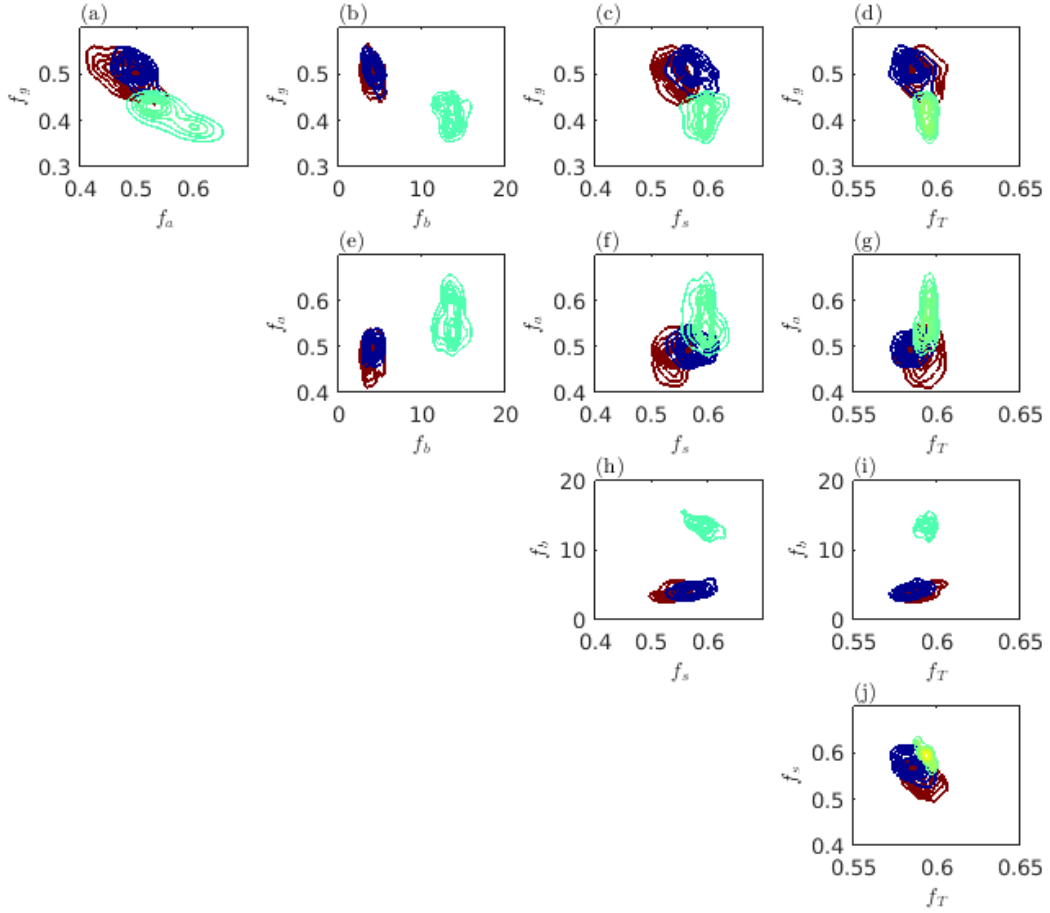 (a) (b) (c) (d)
f_g 0.5 0.4 0.3 f_g 0.5 0.4 0.3 f_g 0.5 0.4 0.3 f_g 0.5 0.4 0.3
0.4 0.5 0.6 0 10 20 0.4 0.5 0.6 0.55 0.6 0.65
f_a f_b f_s f_T
(e) (f) (g)
f_a 0.6 0.5 0.4 f_a 0.6 0.5 0.4 f_a 0.6 0.5 0.4
0 10 20 0.4 0.5 0.6 0.55 0.6 0.65
f_b f_s f_T
(h) (i)
f_b 20 10 0 f_b 20 10 0
0.4 0.5 0.6 0.55 0.6 0.65
f_s f_T
(j)
f_s 0.6 0.5 0.4
0.55 0.6 0.65
f_T